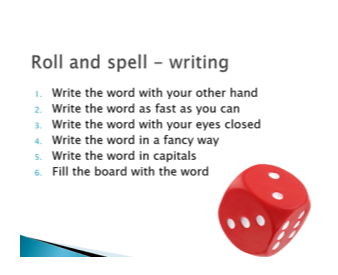 Roll and spell – writing
1. Write the word with your other hand
2. Write the word as fast as you can
3. Write the word with your eyes closed
4. Write the word in a fancy way
5. Write the word in capitals
6. Fill the board with the word